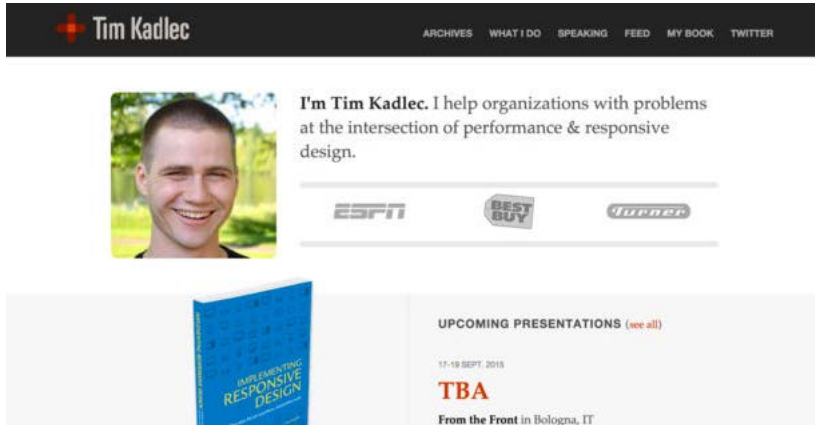 Tim Kadlec
ARCHIVES WHAT I DO SPEAKING FEED MY BOOK TWITTER
I'm Tim Kadlec. I help organizations with problems
at the intersection of performance & responsive
design.
ESPN
BEST
BUY
Turner
IMPLEMENTING
RESPONSIVE
DESIGN
UPCOMING PRESENTATIONS (see all)
17-19 SEPT. 2015
TBA
From the Front in Bologna, IT